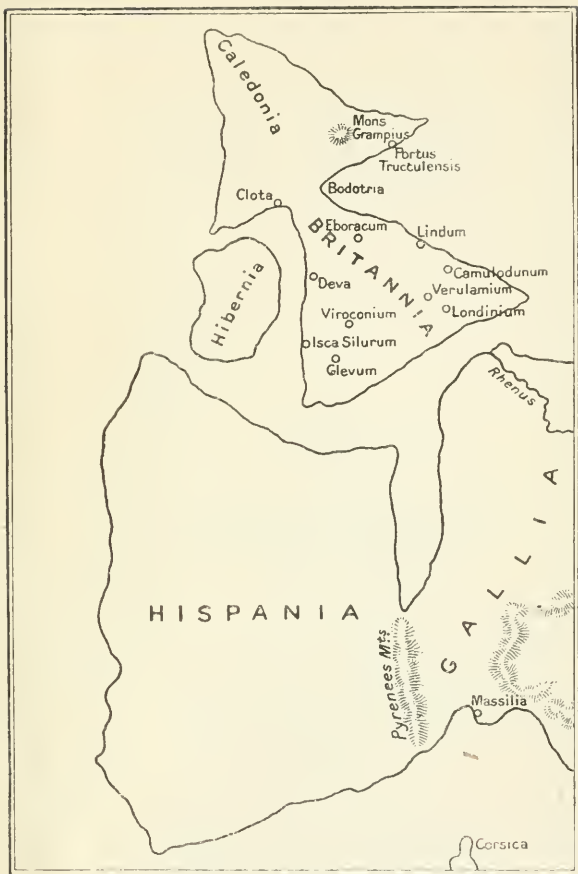 Caledonia
Mons
Grampius
Portus
Tructulensis
Bodotria
Clota
Eboracum
Lindum
BRITANNIA
Camulodunum
Deva
Verulamium
Hibernia
Viroconium
Londinium
Isca Silurum
Glevum
Rhenus
GALLIA
HISPANIA
Pyrenees Mts
Massilia
Corsica